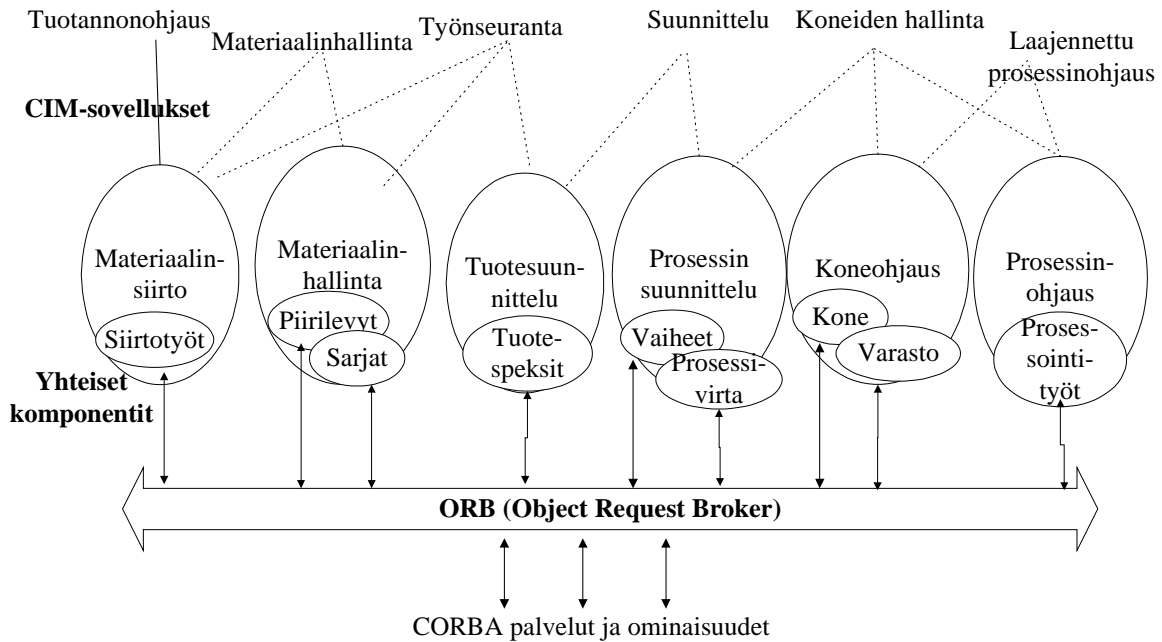 Tuotannonohjaus
Materiaalinhallinta
Työnseuranta
Suunnittelu
Koneiden hallinta
Laajennettu
prosessinohjaus
CIM-sovellukset
Materiaalin-
siirto
Siirtotyöt
Materiaalin-
hallinta
Piirilevyt
Sarjat
Tuotesuun-
nittelu
Tuote-
speksit
Prosessin
suunnittelu
Vaiheet
Prosessi-
virta
Koneohjaus
Kone
Varasto
Prosessin-
ohjaus
Proses-
sointi-
työt
Yhteiset
komponentit
ORB (Object Request Broker)
CORBA palvelut ja ominaisuudet